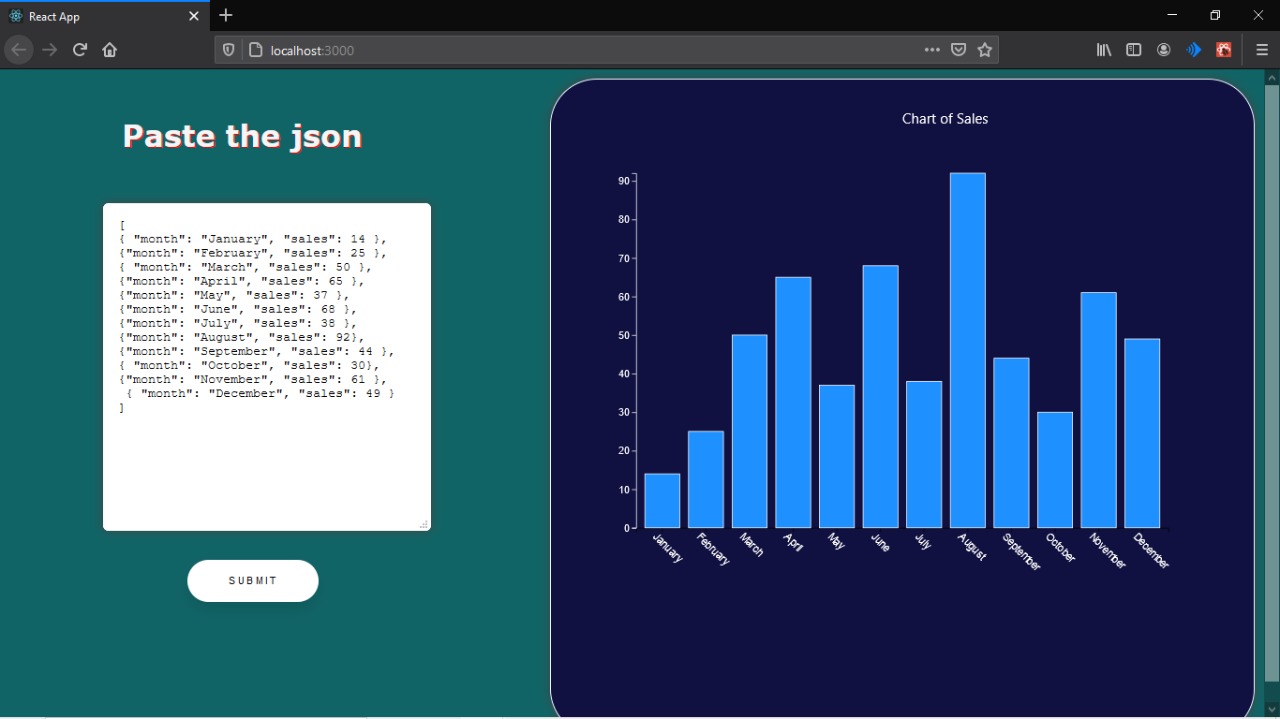 React App
localhost:3000
Paste the json
[
{ "month": "January", "sales": 14 },
{"month": "February", "sales": 25 },
{ "month": "March", "sales": 50 },
{"month": "April", "sales": 65 },
{"month": "May", "sales": 37 },
{"month": "June", "sales": 68 },
{"month": "July", "sales": 38 },
{"month": "August", "sales": 92},
{"month": "September", "sales": 44 },
{ "month": "October", "sales": 30},
{"month": "November", "sales": 61 },
 { "month": "December", "sales": 49 }
]
SUBMIT
Chart of Sales
90
80
70
60
50
40
30
20
10
0
January
February
March
April
May
June
July
August
September
October
November
December